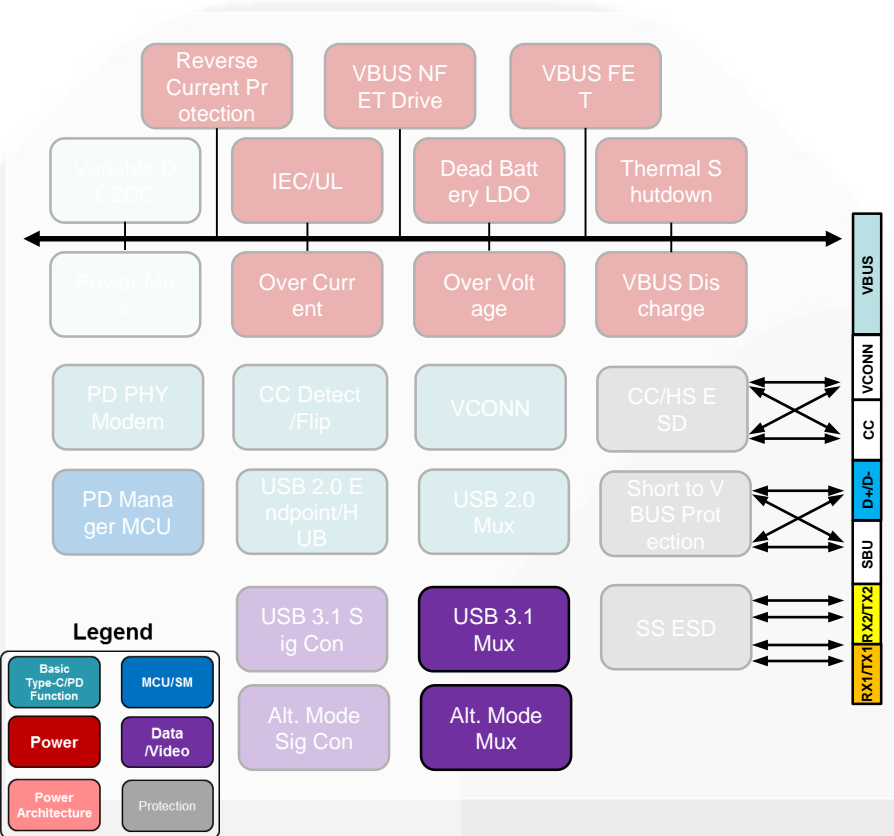 Reverse
Current Pr
otection
VBUS NF
ET Drive
VBUS FE
T
Variable D
C2DC
IEC/UL
Dead Batt
ery LDO
Thermal S
hutdown
Power Mu
x
Over Curr
ent
Over Volt
age
VBUS Dis
charge
VBUS
PD PHY
Modem
CC Detect
/Flip
VCONN
CC/HS E
SD
VCONN
CC
PD Mana
ger MCU
USB 2.0 E
ndpoint/H
UB
USB 2.0
Mux
Short to V
BUS Prot
ection
D+/D-
SBU
USB 3.1 S
ig Con
USB 3.1
Mux
SS ESD
RX2/TX2
RX1/TX1
Alt. Mode
Sig Con
Alt. Mode
Mux
Legend
Basic
Type-C/PD
Function
MCU/SM
Power
Data
/Video
Power
Architecture
Protection